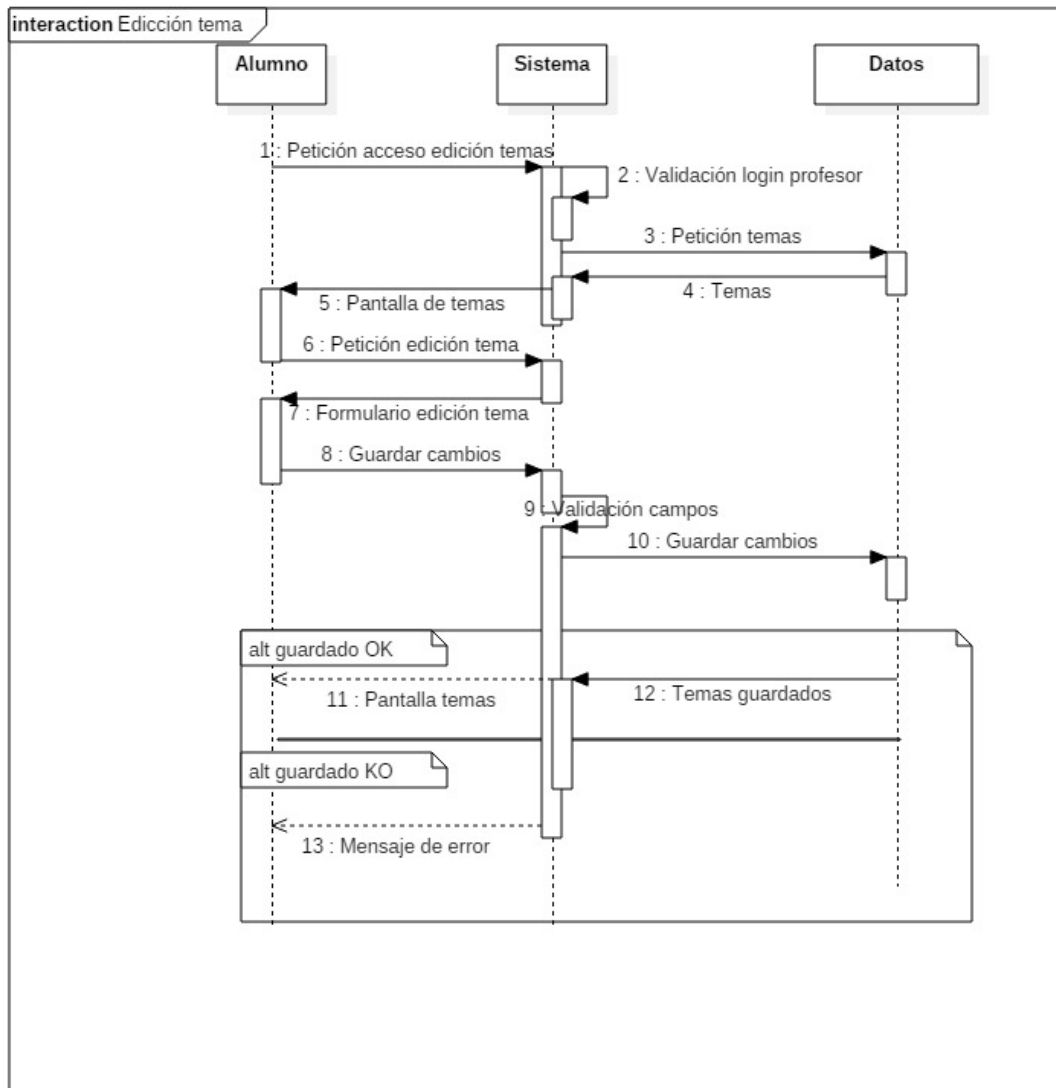 interaction Edicción tema
Alumno
Sistema
Datos
1 : Petición acceso edición temas
2 : Validación login profesor
3 : Petición temas
4 : Temas
5 : Pantalla de temas
6 : Petición edición tema
7 : Formulario edición tema
8 : Guardar cambios
9 : Validación campos
10 : Guardar cambios
alt guardado OK
11 : Pantalla temas
12 : Temas guardados
alt guardado KO
13 : Mensaje de error